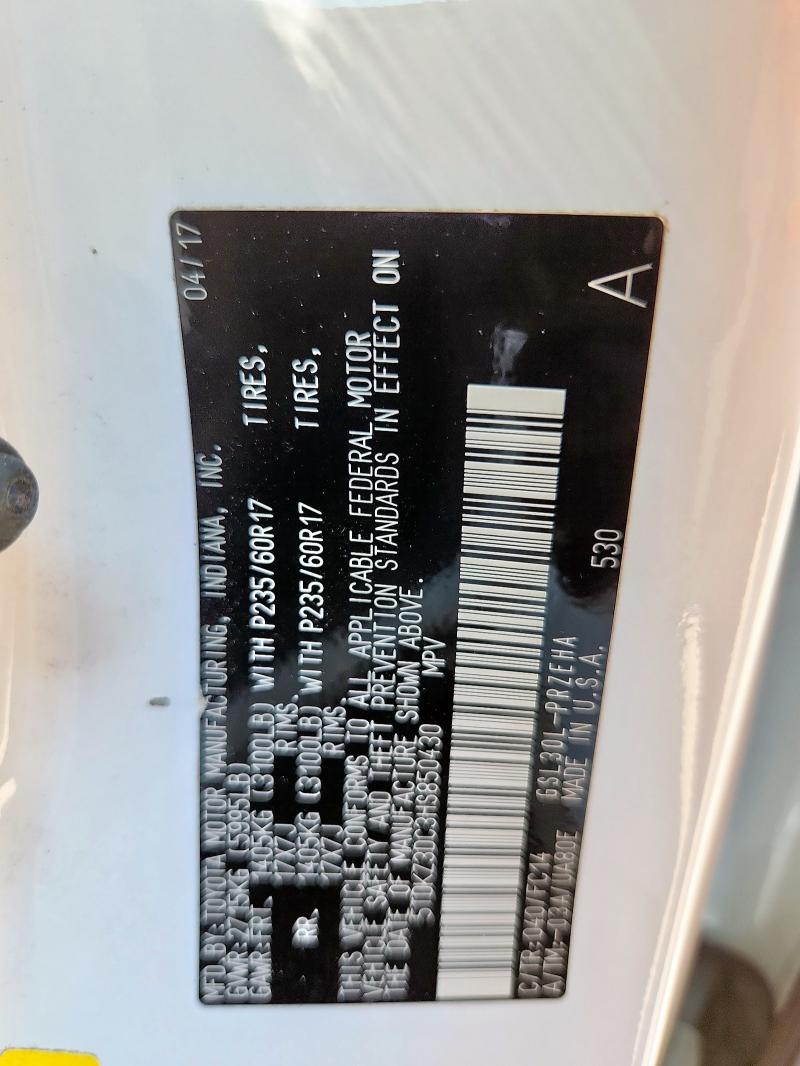 MFD BY:TOYOTA MOTOR MANUFACTURING, INDIANA, INC. 04/17
GVWR:2715KG (5995LB)
GAWR:FRT. 1405KG (3100LB) WITH P235/60R17 TIRES,
17X7J RIMS.
RR. 1405KG (3100LB) WITH P235/60R17 TIRES,
17X7J RIMS.
THIS VEHICLE CONFORMS TO ALL APPLICABLE FEDERAL MOTOR
VEHICLE SAFETY AND THEFT PREVENTION STANDARDS IN EFFECT ON
THE DATE OF MANUFACTURE SHOWN ABOVE.
5TDKZ3DC3HS850430 MPV
C/TR:040/FC14 GSL30L-PRZEHA 530
A/TM:-03A/UA80E MADE IN U.S.A. A